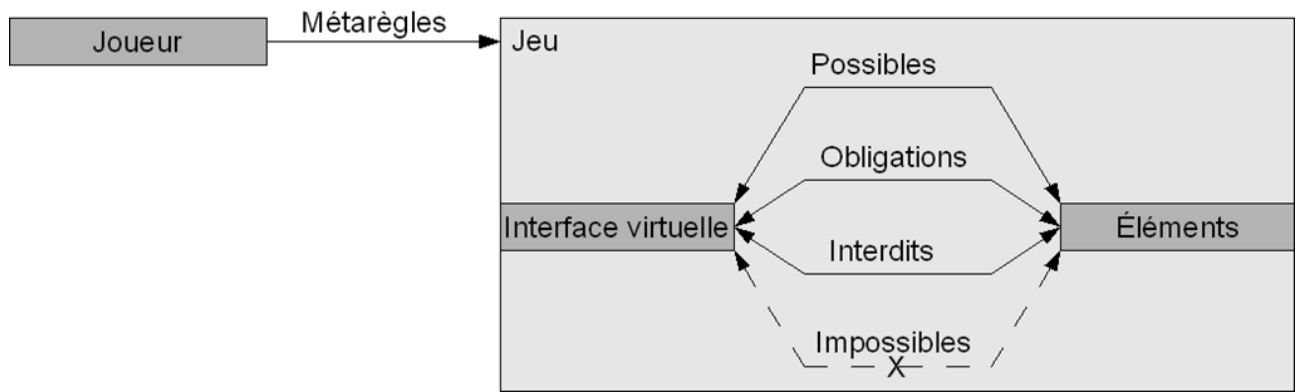 Joueur
Métarègles
Jeu
Possibles
Obligations
Interface virtuelle
Éléments
Interdits
Impossibles
X